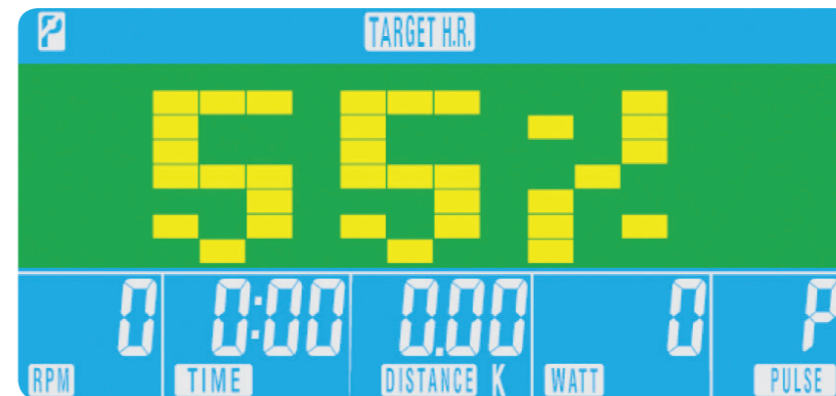 P TARGET H.R.
55%
0 0:00 0.00 0 P
RPM TIME DISTANCE K WATT PULSE